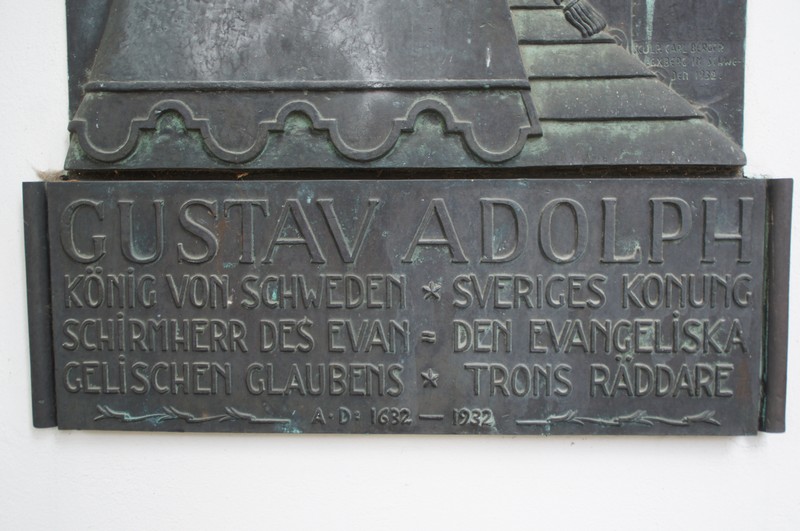 GUSTAV ADOLPH
KÖNIG VON SCHWEDEN * SVERIGES KONUNG
SCHIRMHERR DES EVAN = DEN EVANGELISKA
GELISCHEN GLAUBENS * TRONS RÄDDARE
A·D: 1632 — 1932